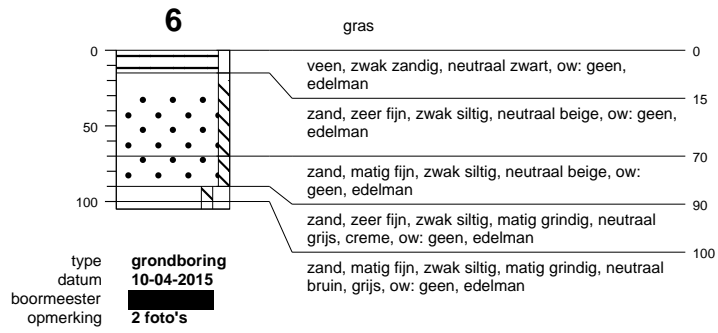 6
gras
0
0
veen, zwak zandig, neutraal zwart, ow: geen,
edelman
15
zand, zeer fijn, zwak siltig, neutraal beige, ow: geen,
edelman
50
70
zand, matig fijn, zwak siltig, neutraal beige, ow:
geen, edelman
90
100
zand, zeer fijn, zwak siltig, matig grindig, neutraal
grijs, creme, ow: geen, edelman
100
zand, matig fijn, zwak siltig, matig grindig, neutraal
bruin, grijs, ow: geen, edelman
type grondboring
datum 10-04-2015
boormeester
opmerking 2 foto's